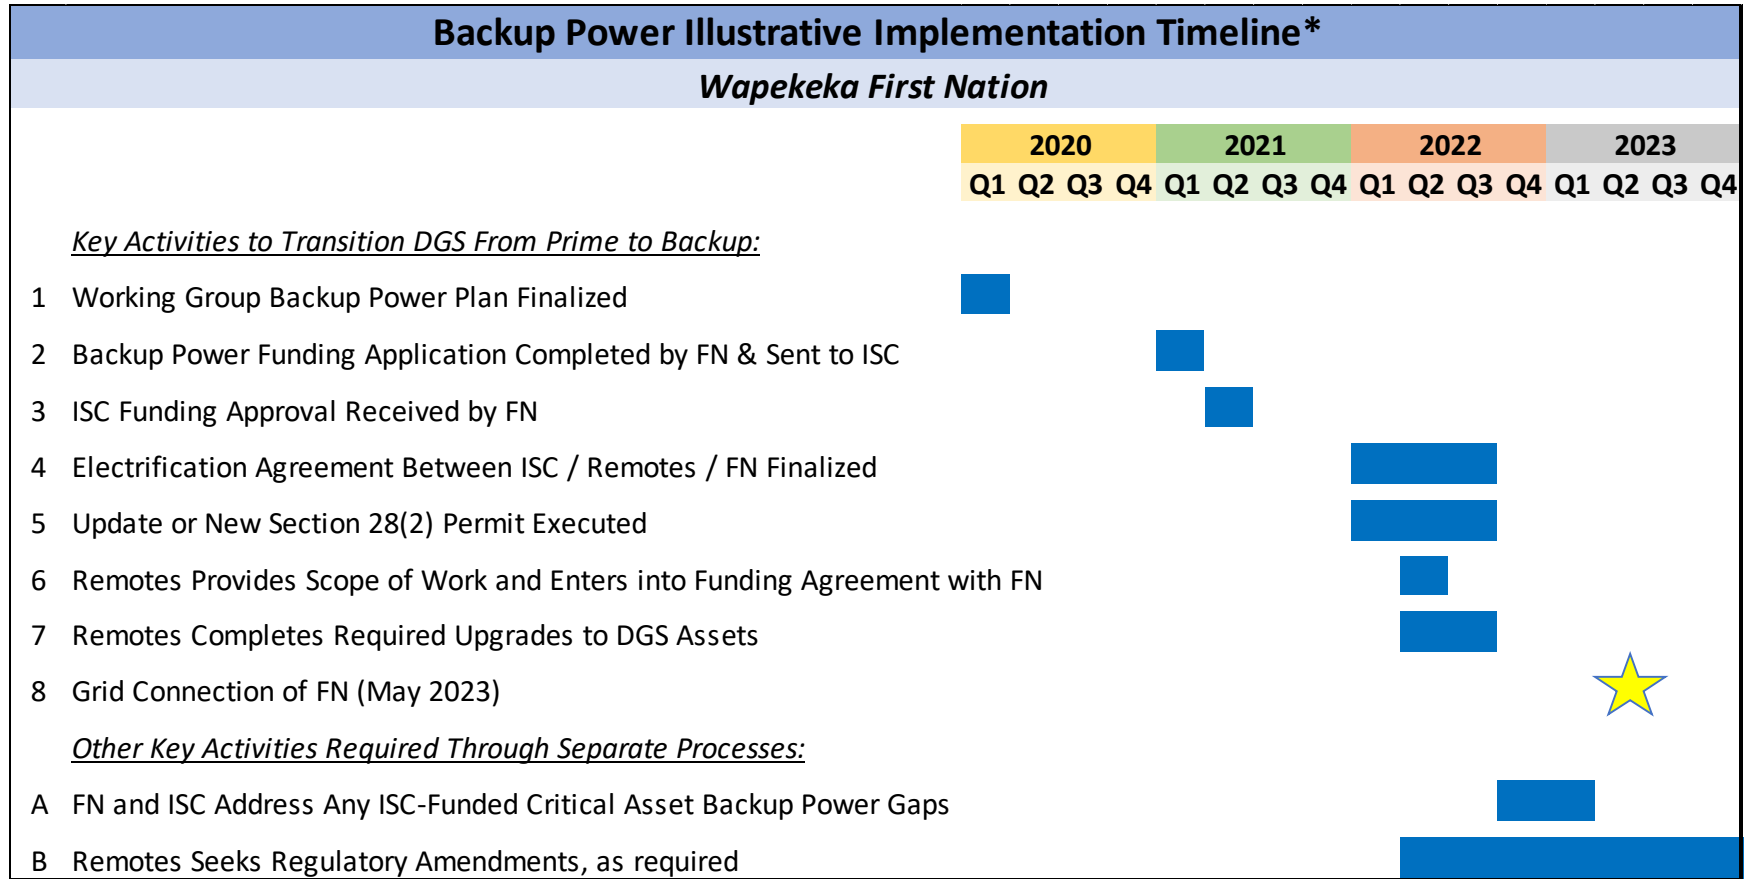 Backup Power Illustrative Implementation Timeline*
Wapekeka First Nation
2020 2021 2022 2023
Q1 Q2 Q3 Q4 Q1 Q2 Q3 Q4 Q1 Q2 Q3 Q4 Q1 Q2 Q3 Q4
Key Activities to Transition DGS From Prime to Backup:
1 Working Group Backup Power Plan Finalized
2 Backup Power Funding Application Completed by FN & Sent to ISC
3 ISC Funding Approval Received by FN
4 Electrification Agreement Between ISC / Remotes / FN Finalized
5 Update or New Section 28(2) Permit Executed
6 Remotes Provides Scope of Work and Enters into Funding Agreement with FN
7 Remotes Completes Required Upgrades to DGS Assets
8 Grid Connection of FN (May 2023)
Other Key Activities Required Through Separate Processes:
A FN and ISC Address Any ISC-Funded Critical Asset Backup Power Gaps
B Remotes Seeks Regulatory Amendments, as required